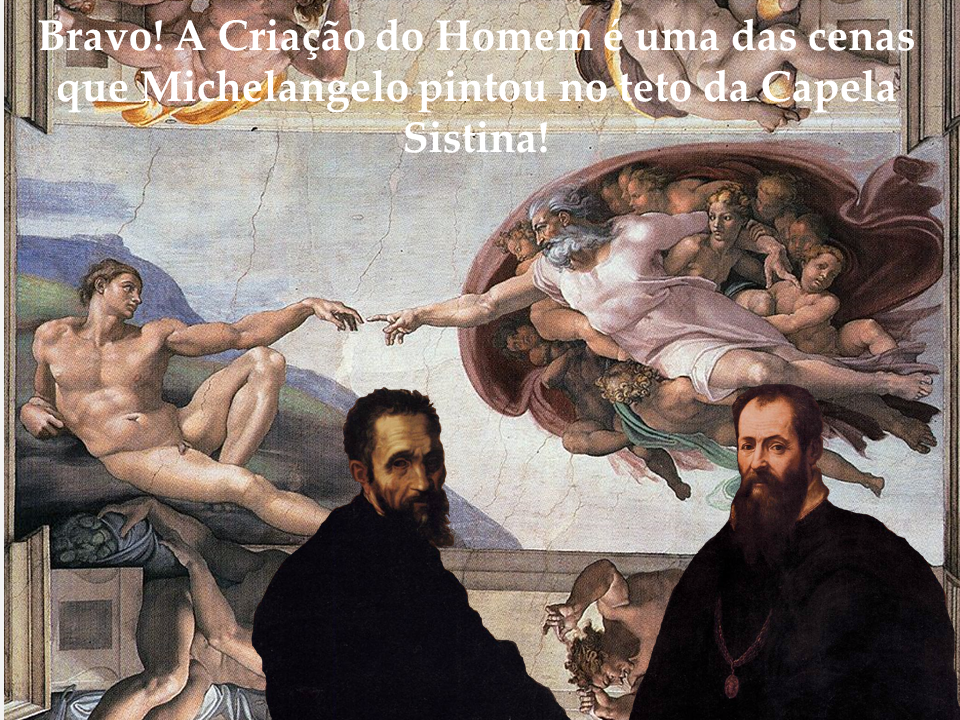 Bravo! A Criação do Homem é uma das cenas
que Michelangelo pintou no teto da Capela
Sistina!